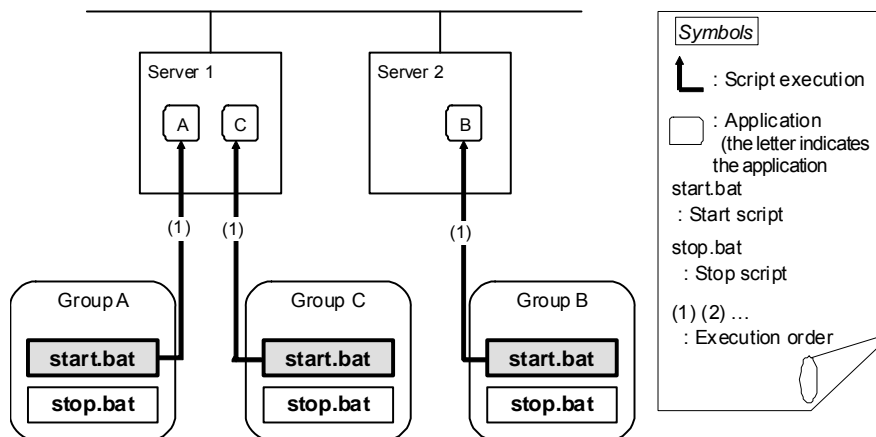 Server 1
A
C
Server 2
B
(1)
(1)
(1)
Group A
start.bat
stop.bat
Group C
start.bat
stop.bat
Group B
start.bat
stop.bat
Symbols
: Script execution
: Application
(the letter indicates
the application
start.bat
: Start script
stop.bat
: Stop script
(1) (2) …
: Execution order